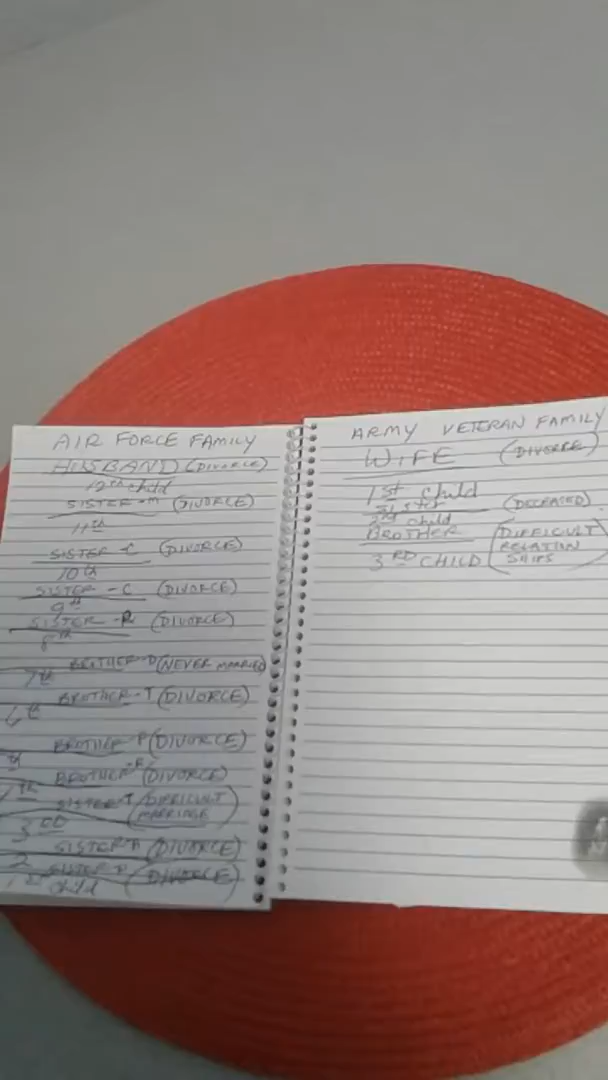 AIR FORCE FAMILY
HUSBAND (DIVORCE)
12th child
SISTER-M (DIVORCE)
11th
SISTER-C (DIVORCE)
10th
SISTER-C (DIVORCE)
9th
SISTER-R (DIVORCE)
8th
BROTHER-D (NEVER MARRIED)
7th
BROTHER-T (DIVORCE)
6th
BROTHER-P (DIVORCE)
th
BROTHER-R (DIVORCE)
th
SISTER-T (DIFFICULT
MARRIAGE)
3RD
SISTER-A (DIVORCE)
2
SISTER (DIVORCE)
1st child
ARMY VETERAN FAMILY
WIFE (DIVORCE)
1st child
SISTER (DECEASED)
2nd child
BROTHER (DIFFICULT
RELATION
SHIPS)
3RD CHILD